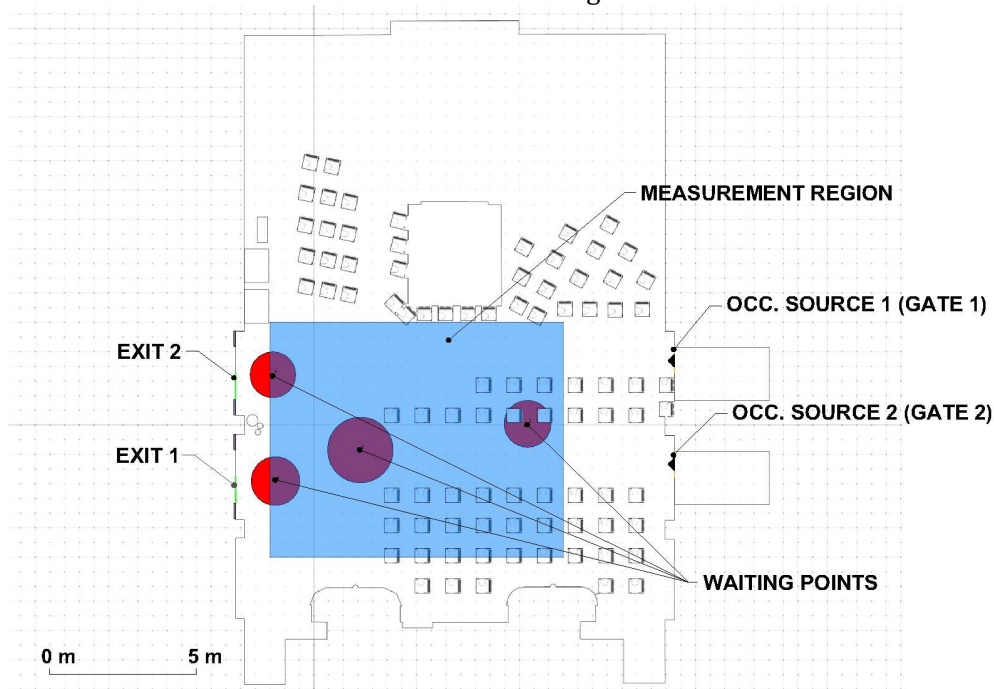 MEASUREMENT REGION
OCC. SOURCE 1 (GATE 1)
EXIT 2
OCC. SOURCE 2 (GATE 2)
EXIT 1
WAITING POINTS
0 m 5 m